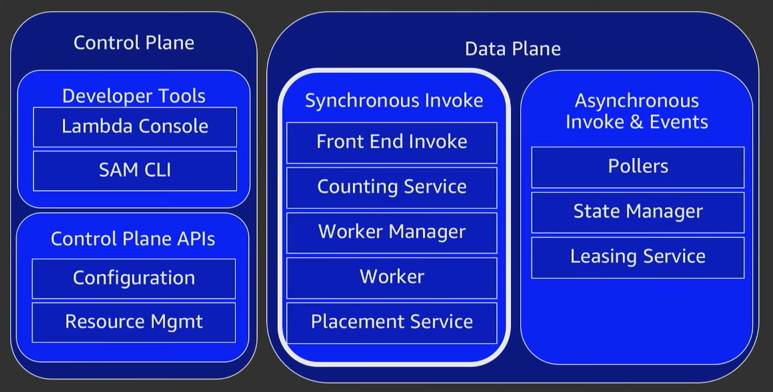 Control Plane
Developer Tools
Lambda Console
SAM CLI
Control Plane APIs
Configuration
Resource Mgmt
Data Plane
Synchronous Invoke
Front End Invoke
Counting Service
Worker Manager
Worker
Placement Service
Asynchronous
Invoke & Events
Pollers
State Manager
Leasing Service